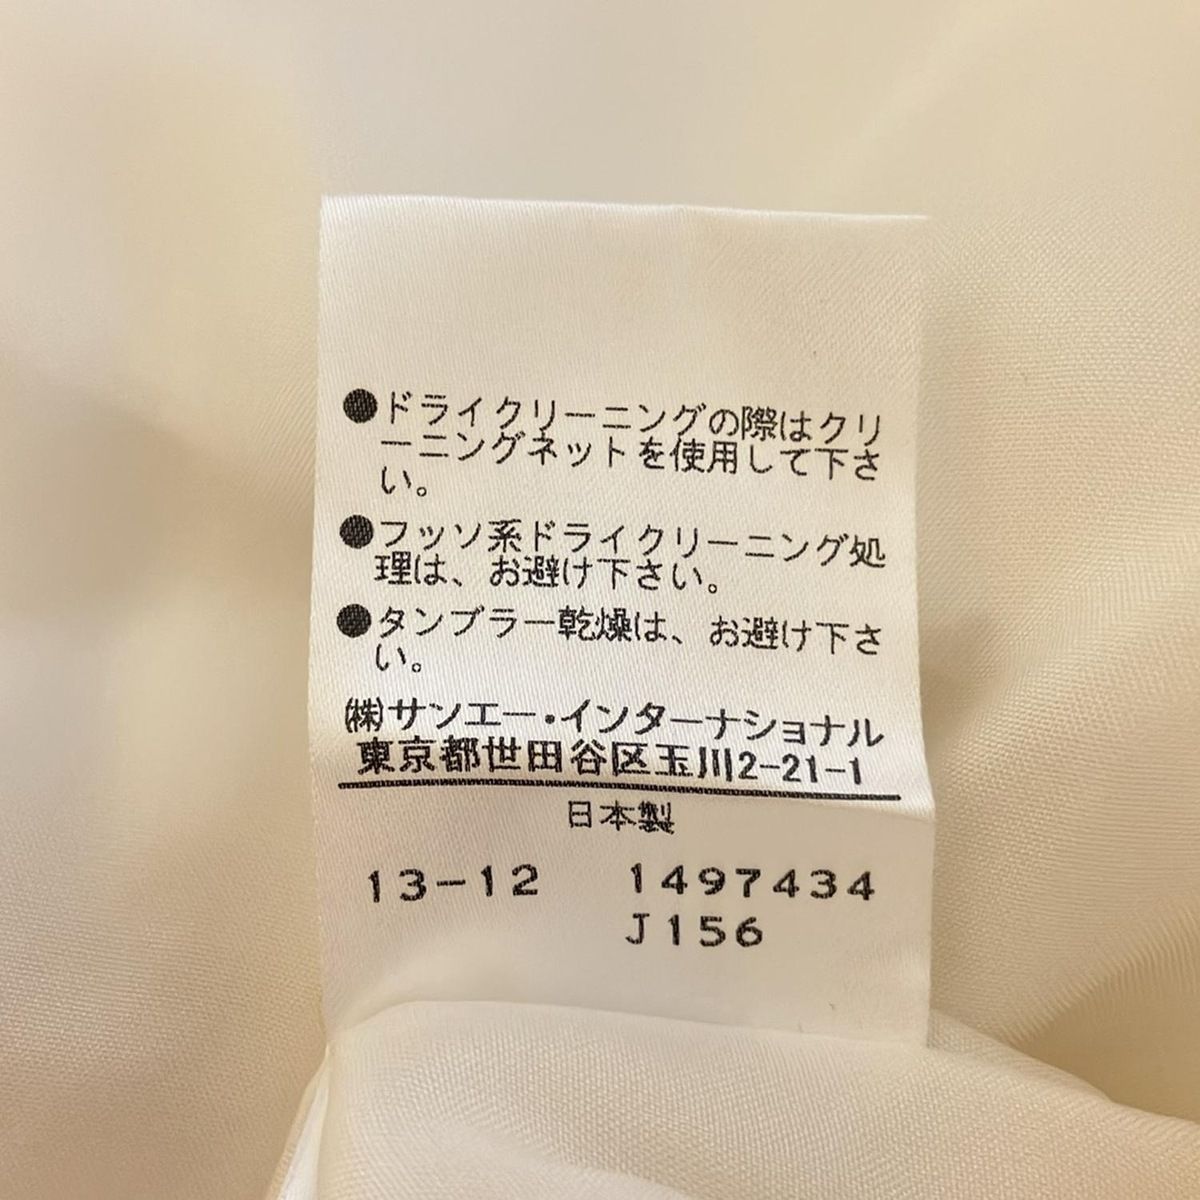 ●ドライクリーニングの際はクリ
ーニングネットを使用して下さ
い。
●フッソ系ドライクリーニング処
理は、お避け下さい。
●タンブラー乾燥は、お避け下さ
い。
㈱サンエー・インターナショナル
東京都世田谷区玉川2-21-1
日本製
13-12 1497434
J156